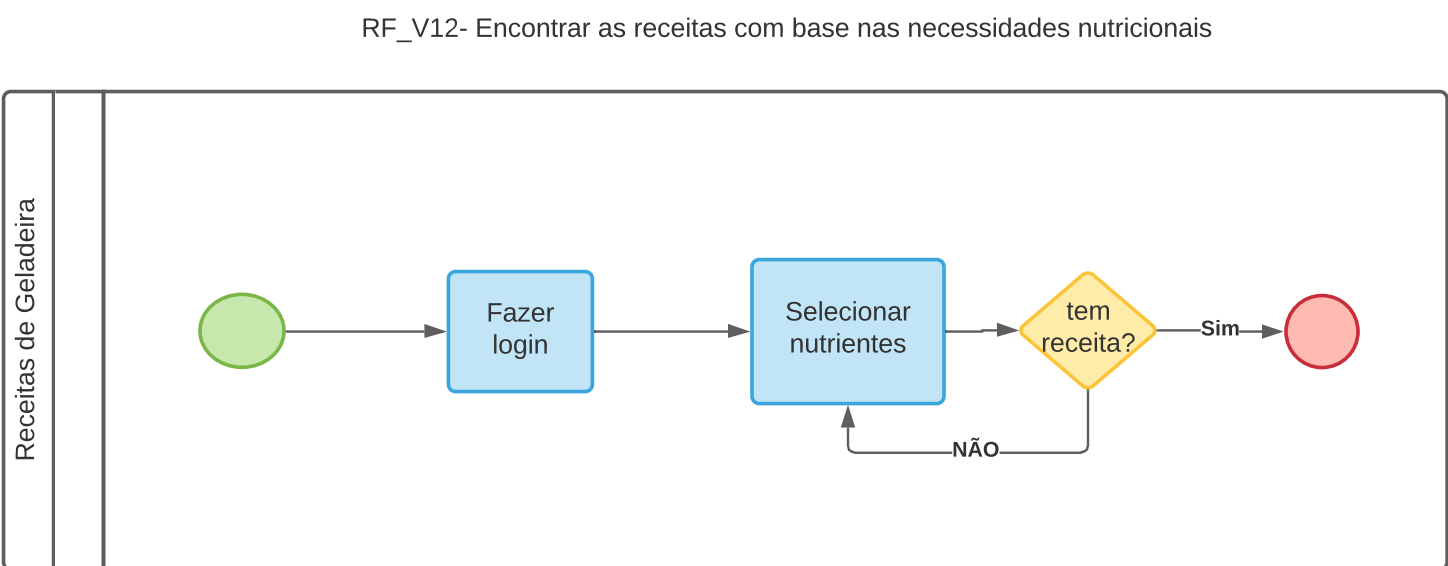 RF_V12- Encontrar as receitas com base nas necessidades nutricionais
Receitas de Geladeira
Fazer
login
Selecionar
nutrientes
tem
receita?
Sim
NÃO